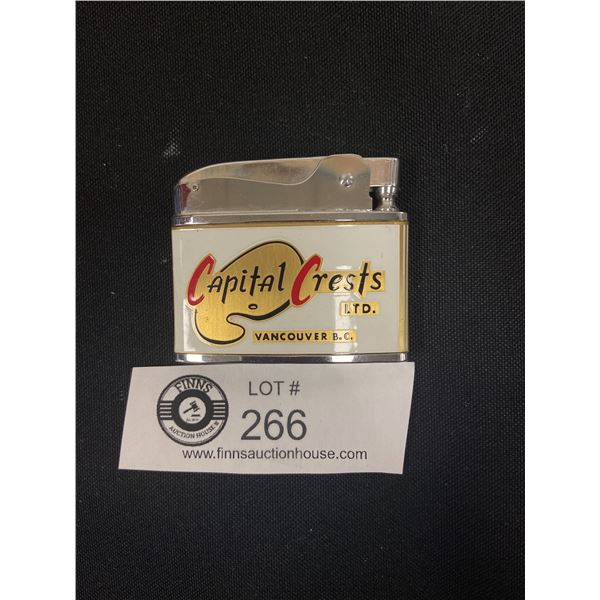 Capital Crests
LTD.
VANCOUVER B.C.
FINNS
AUCTION HOUSE
LOT #
266
www.finnsauctionhouse.com